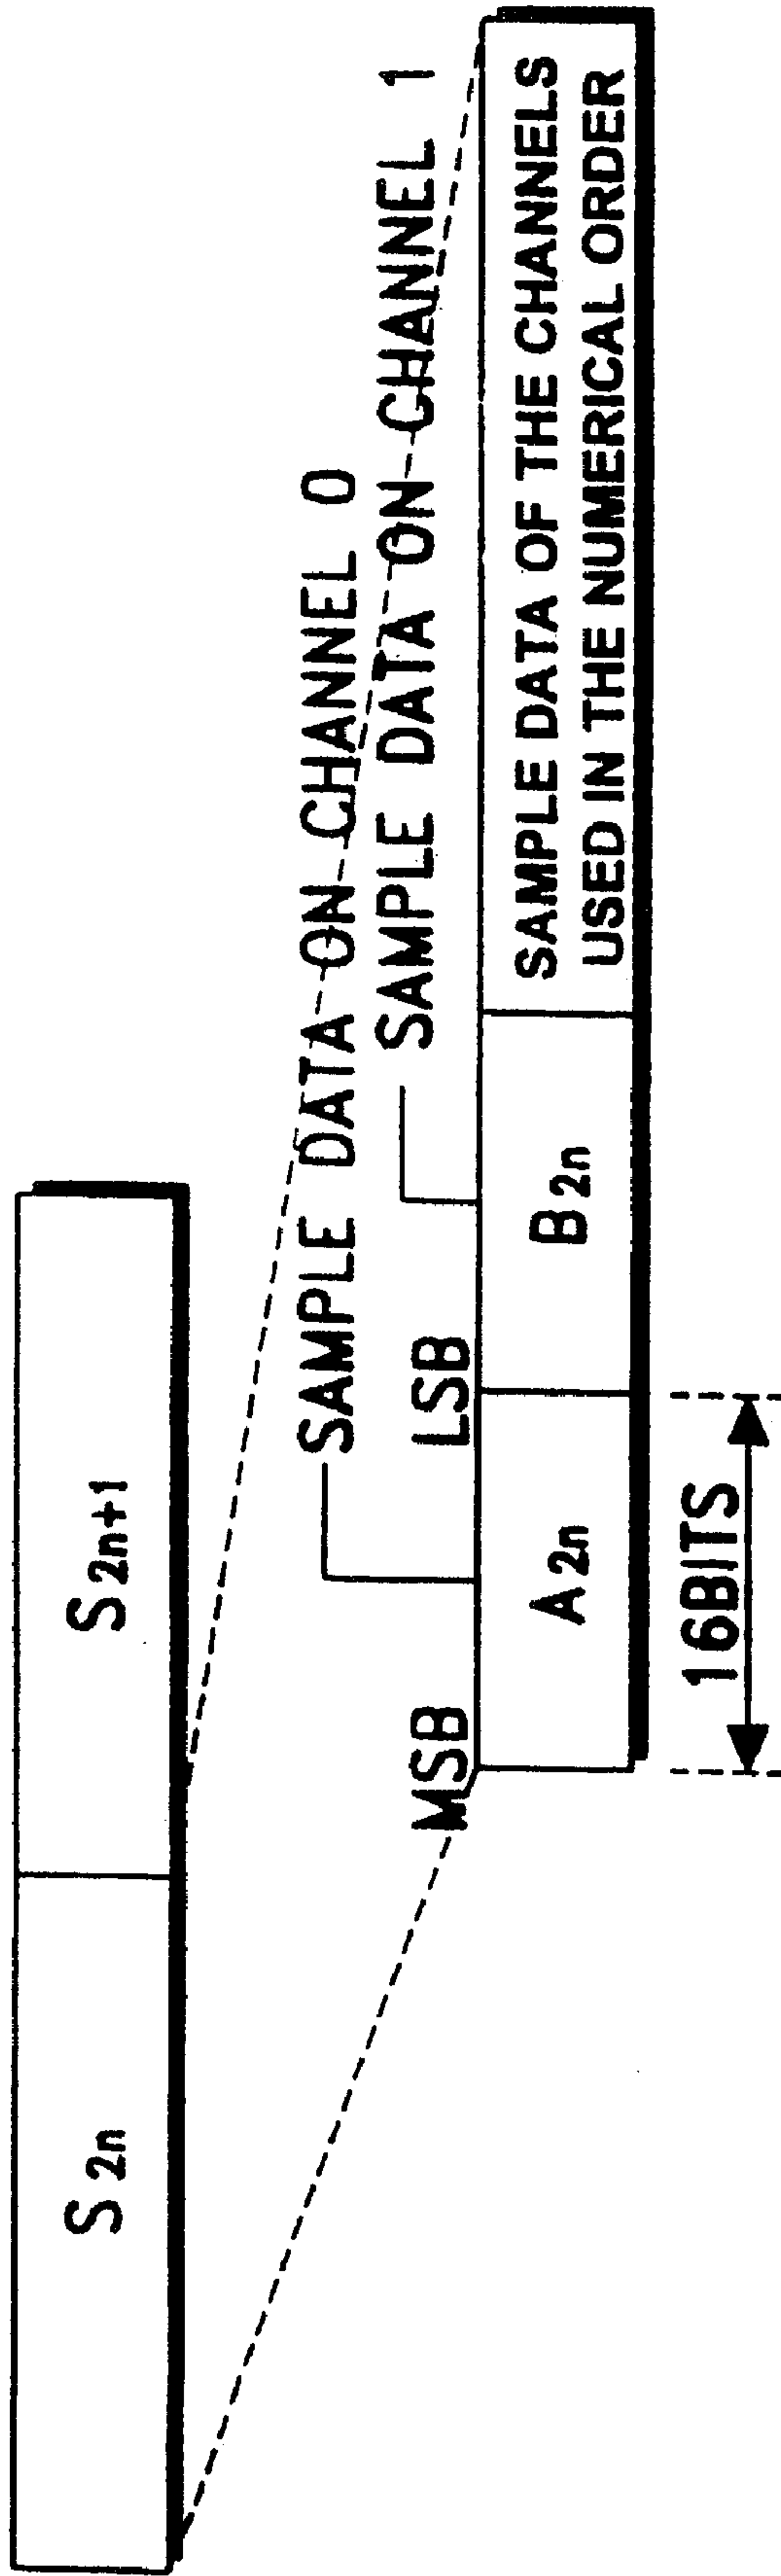 S2n
S2n+1
SAMPLE DATA ON CHANNEL 0
SAMPLE DATA ON CHANNEL 1
MSB
LSB
A2n
B2n
SAMPLE DATA OF THE CHANNELS
USED IN THE NUMERICAL ORDER
16BITS